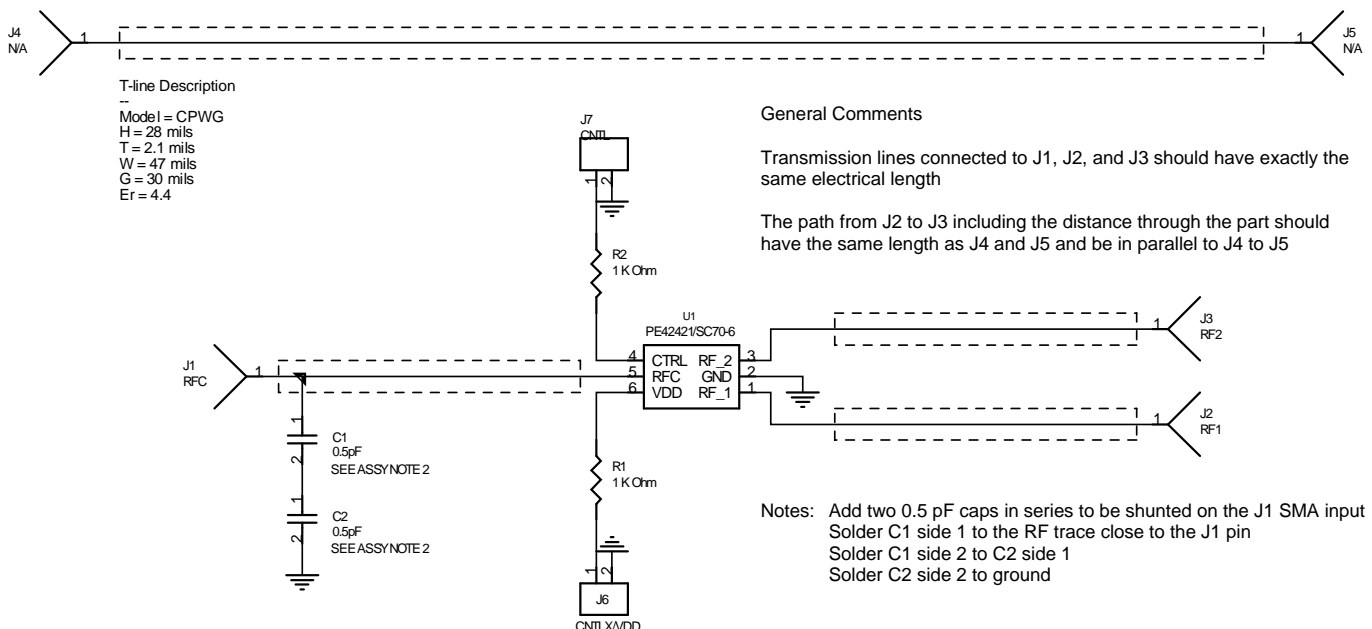 J4
N/A
1
1
J5
N/A
T-line Description
--
Model = CPWG
H = 28 mils
T = 2.1 mils
W = 47 mils
G = 30 mils
Er = 4.4
J7
CNTL
1
2
General Comments
Transmission lines connected to J1, J2, and J3 should have exactly the
same electrical length
The path from J2 to J3 including the distance through the part should
have the same length as J4 and J5 and be in parallel to J4 to J5
R2
1 K Ohm
U1
PE42421/SC70-6
J1
RFC
1
4 CTRL RF_2 3
5 RFC GND 2
6 VDD RF_1 1
1
J3
RF2
1
J2
RF1
1
C1
0.5pF
2
SEE ASSY NOTE 2
1
C2
0.5pF
2
SEE ASSY NOTE 2
R1
1 K Ohm
1
2
J6
CNTLX/VDD
Notes: Add two 0.5 pF caps in series to be shunted on the J1 SMA input
Solder C1 side 1 to the RF trace close to the J1 pin
Solder C1 side 2 to C2 side 1
Solder C2 side 2 to ground